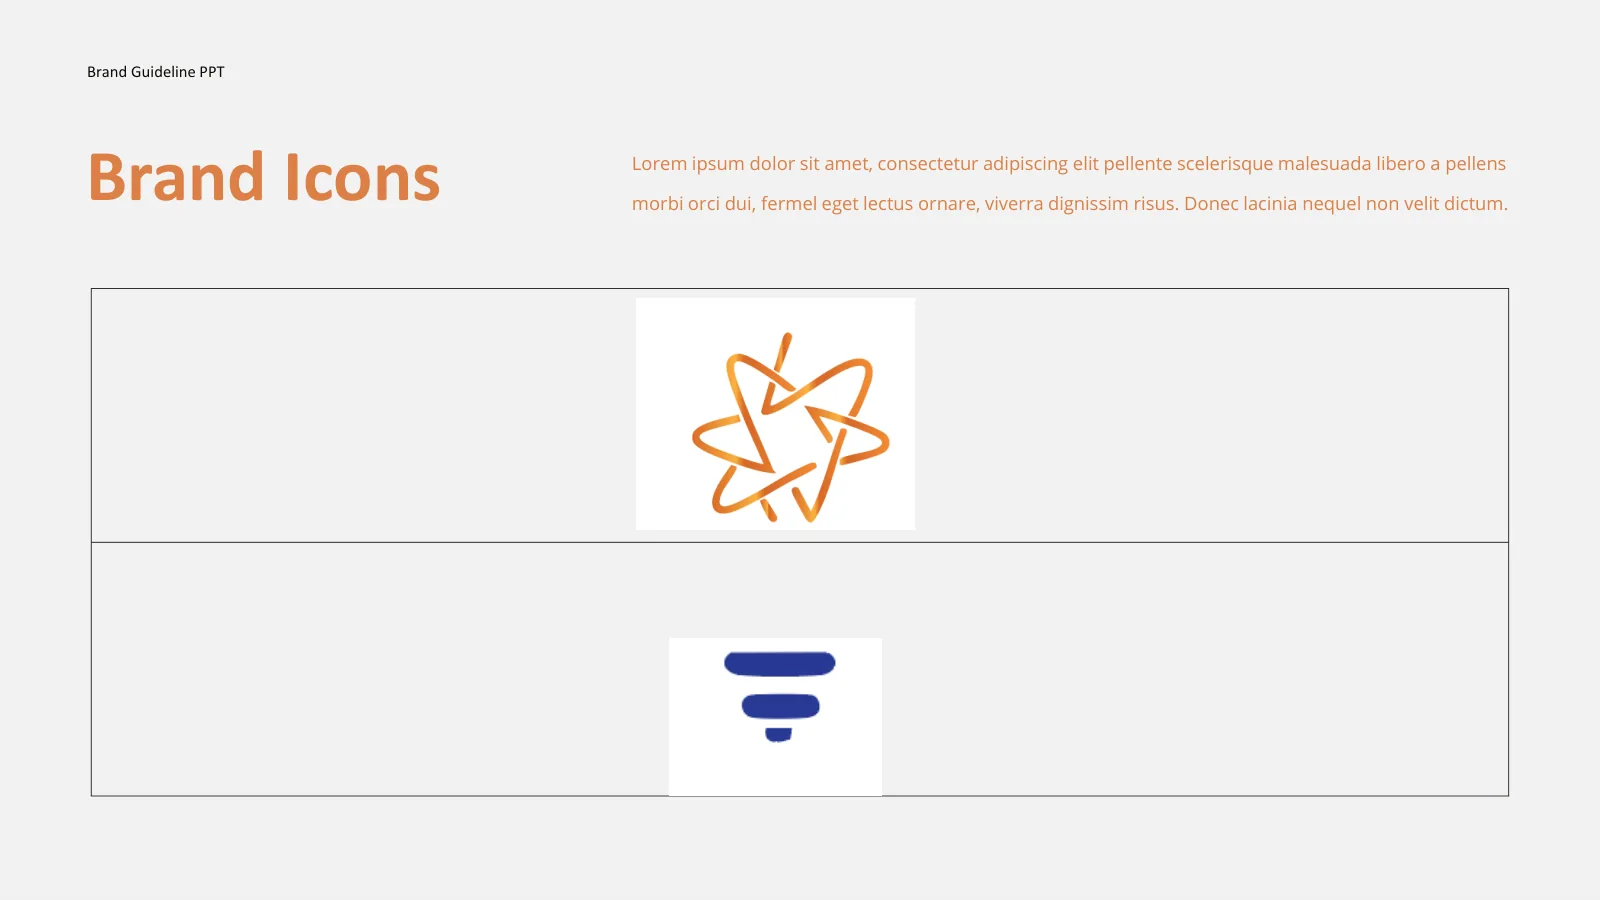 Brand Guideline PPT
Brand Icons
Lorem ipsum dolor sit amet, consectetur adipiscing elit pellente scelerisque malesuada libero a pellens
morbi orci dui, fermel eget lectus ornare, viverra dignissim risus. Donec lacinia nequel non velit dictum.